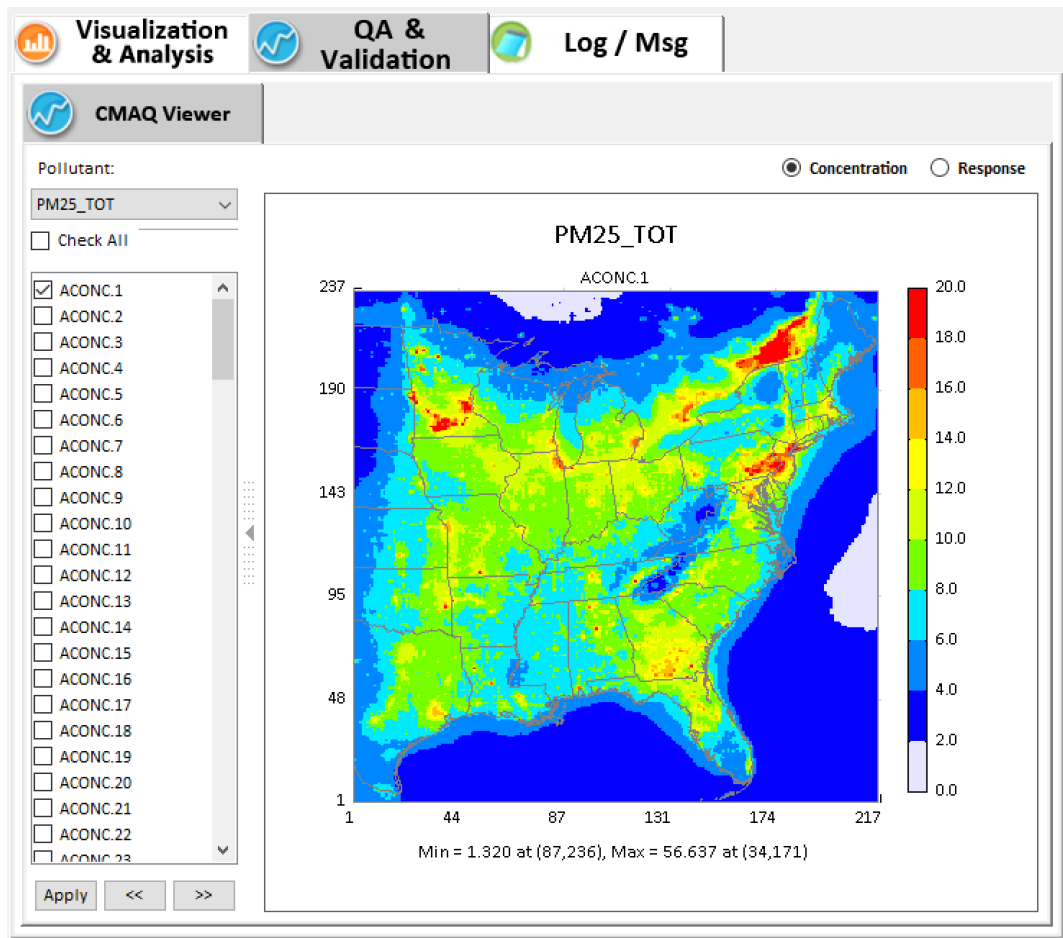 Visualization
& Analysis
QA &
Validation
Log / Msg
CMAQ Viewer
Pollutant:
Concentration
Response
PM25_TOT
Check All
ACONC.1
ACONC.2
ACONC.3
ACONC.4
ACONC.5
ACONC.6
ACONC.7
ACONC.8
ACONC.9
ACONC.10
ACONC.11
ACONC.12
ACONC.13
ACONC.14
ACONC.15
ACONC.16
ACONC.17
ACONC.18
ACONC.19
ACONC.20
ACONC.21
ACONC.22
ACONC.23
Apply
<<
>>
PM25_TOT
ACONC.1
237
190
143
95
48
1
1 44 87 131 174 217
20.0
18.0
16.0
14.0
12.0
10.0
8.0
6.0
4.0
2.0
0.0
Min = 1.320 at (87,236), Max = 56.637 at (34,171)